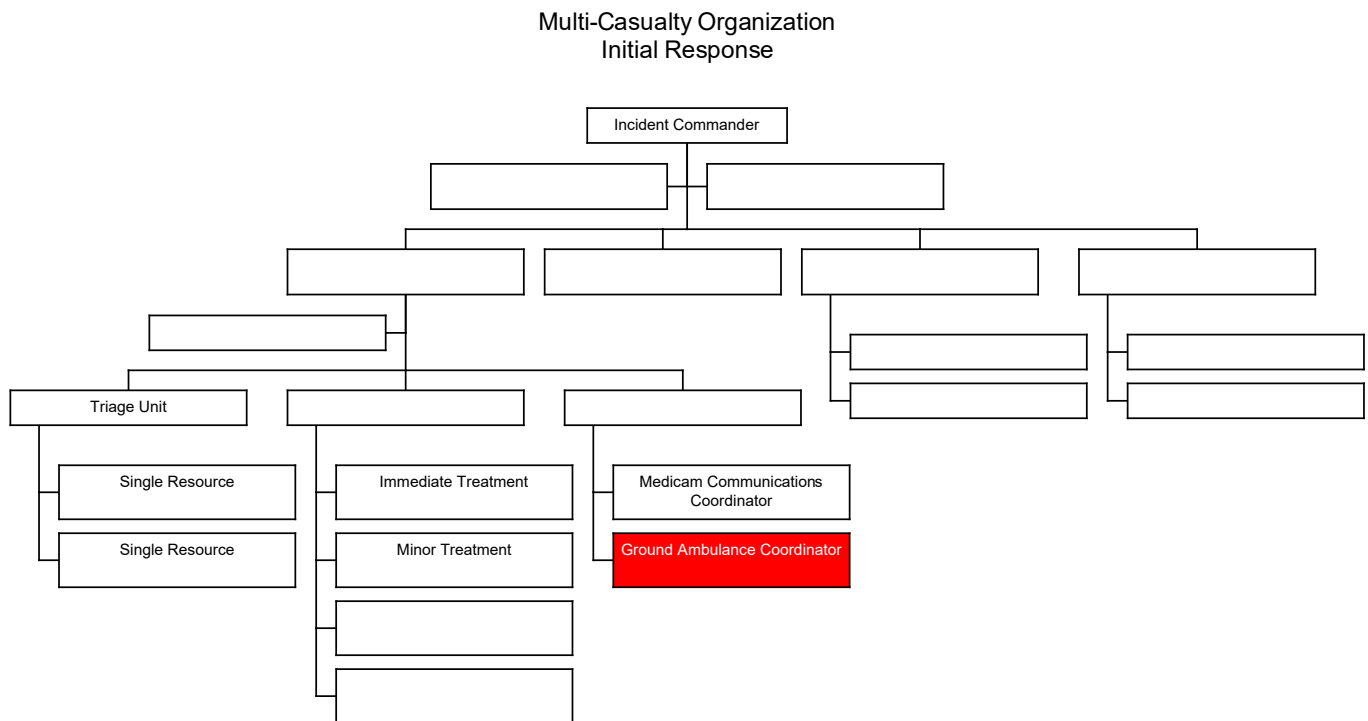 Multi-Casualty Organization
Initial Response
Incident Commander
Triage Unit
Single Resource
Immediate Treatment
Medicam Communications
Coordinator
Single Resource
Minor Treatment
Ground Ambulance Coordinator